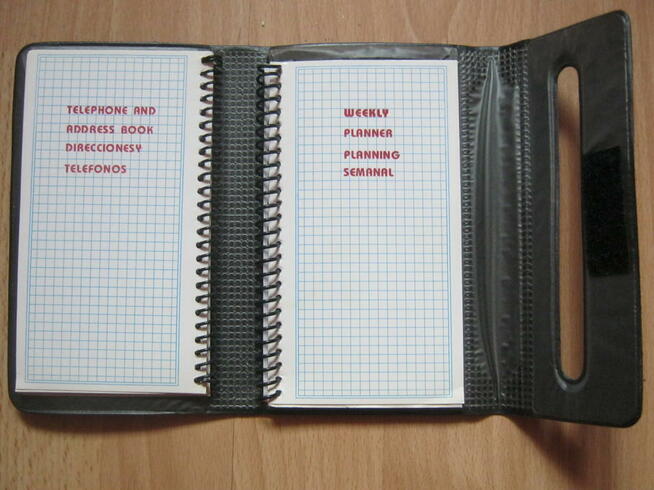 TELEPHONE AND
ADDRESS BOOK
DIRECCIONESY
TELEFONOS
WEEKLY
PLANNER
PLANNING
SEMANAL